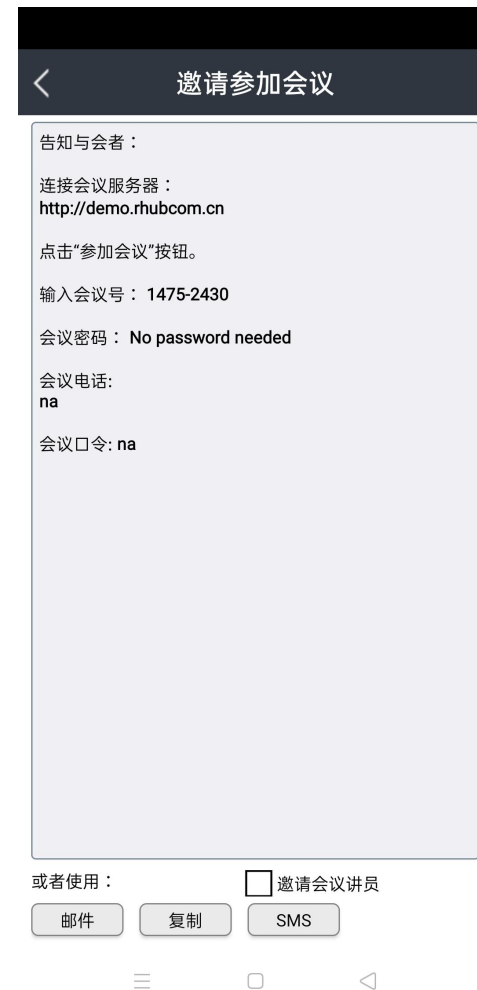 邀请参加会议
告知与会者：
连接会议服务器：
http://demo.rhubcom.cn
点击“参加会议”按钮。
输入会议号： 1475-2430
会议密码： No password needed
会议电话:
na
会议口令: na
或者使用：
邀请会议讲员
邮件
复制
SMS